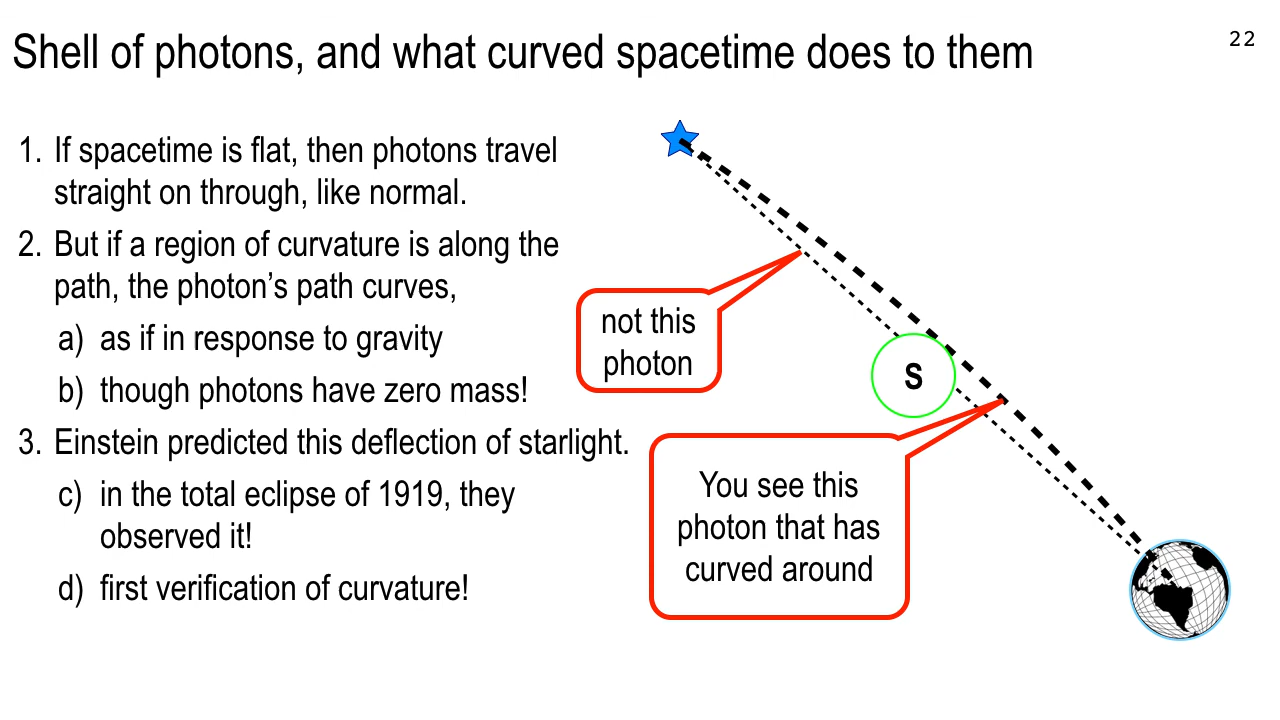 Shell of photons, and what curved spacetime does to them
22
1. If spacetime is flat, then photons travel
straight on through, like normal.
2. But if a region of curvature is along the
path, the photon’s path curves,
a) as if in response to gravity
b) though photons have zero mass!
3. Einstein predicted this deflection of starlight.
c) in the total eclipse of 1919, they
observed it!
d) first verification of curvature!
not this
photon
S
You see this
photon that has
curved around